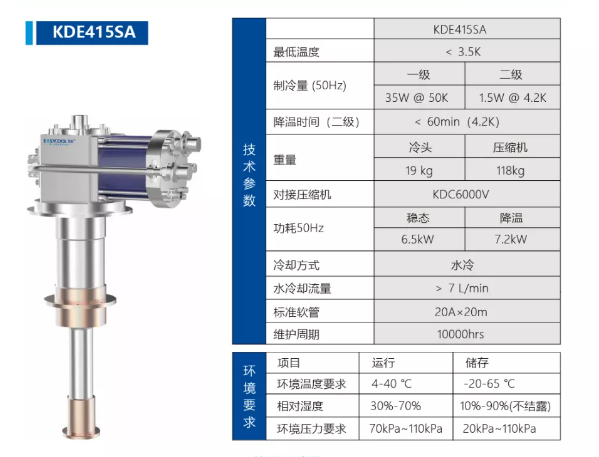 KDE415SA
技术参数
KDE415SA
最低温度 < 3.5K
制冷量 (50Hz) 一级 二级
35W @ 50K 1.5W @ 4.2K
降温时间（二级） < 60min（4.2K）
重量 冷头 压缩机
19 kg 118kg
对接压缩机 KDC6000V
功耗50Hz 稳态 降温
6.5kW 7.2kW
冷却方式 水冷
水冷却流量 > 7 L/min
标准软管 20A×20m
维护周期 10000hrs
环境要求
项目 运行 储存
环境温度要求 4-40 ℃ -20-65 ℃
相对湿度 30%-70% 10%-90%(不结露)
环境压力要求 70kPa~110kPa 20kPa~110kPa